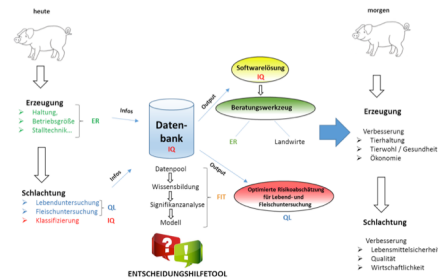 heute
Erzeugung
Haltung,
Betriebsgröße
Stalltechnik...
ER
Schlachtung
Lebenduntersuchung
Fleischuntersuchung
QL
Klassifizierung
IQ
Infos
Infos
Daten-
bank
IQ
Datenpool
Wissensbildung
Signifikanzanalyse
Modell
FIT
ENTSCHEIDUNGSHILFETOOL
Output
Output
Softwarelösung
IQ
Beratungswerkzeug
ER
Landwirte
Optimierte Risikoabschätzung
für Lebend- und
Fleischuntersuchung
QL
morgen
Erzeugung
Verbesserung
Tierhaltung
Tierwohl / Gesundheit
Ökonomie
Schlachtung
Verbesserung
Lebensmittelsicherhei
Qualität
Wirtschaftlichkeit